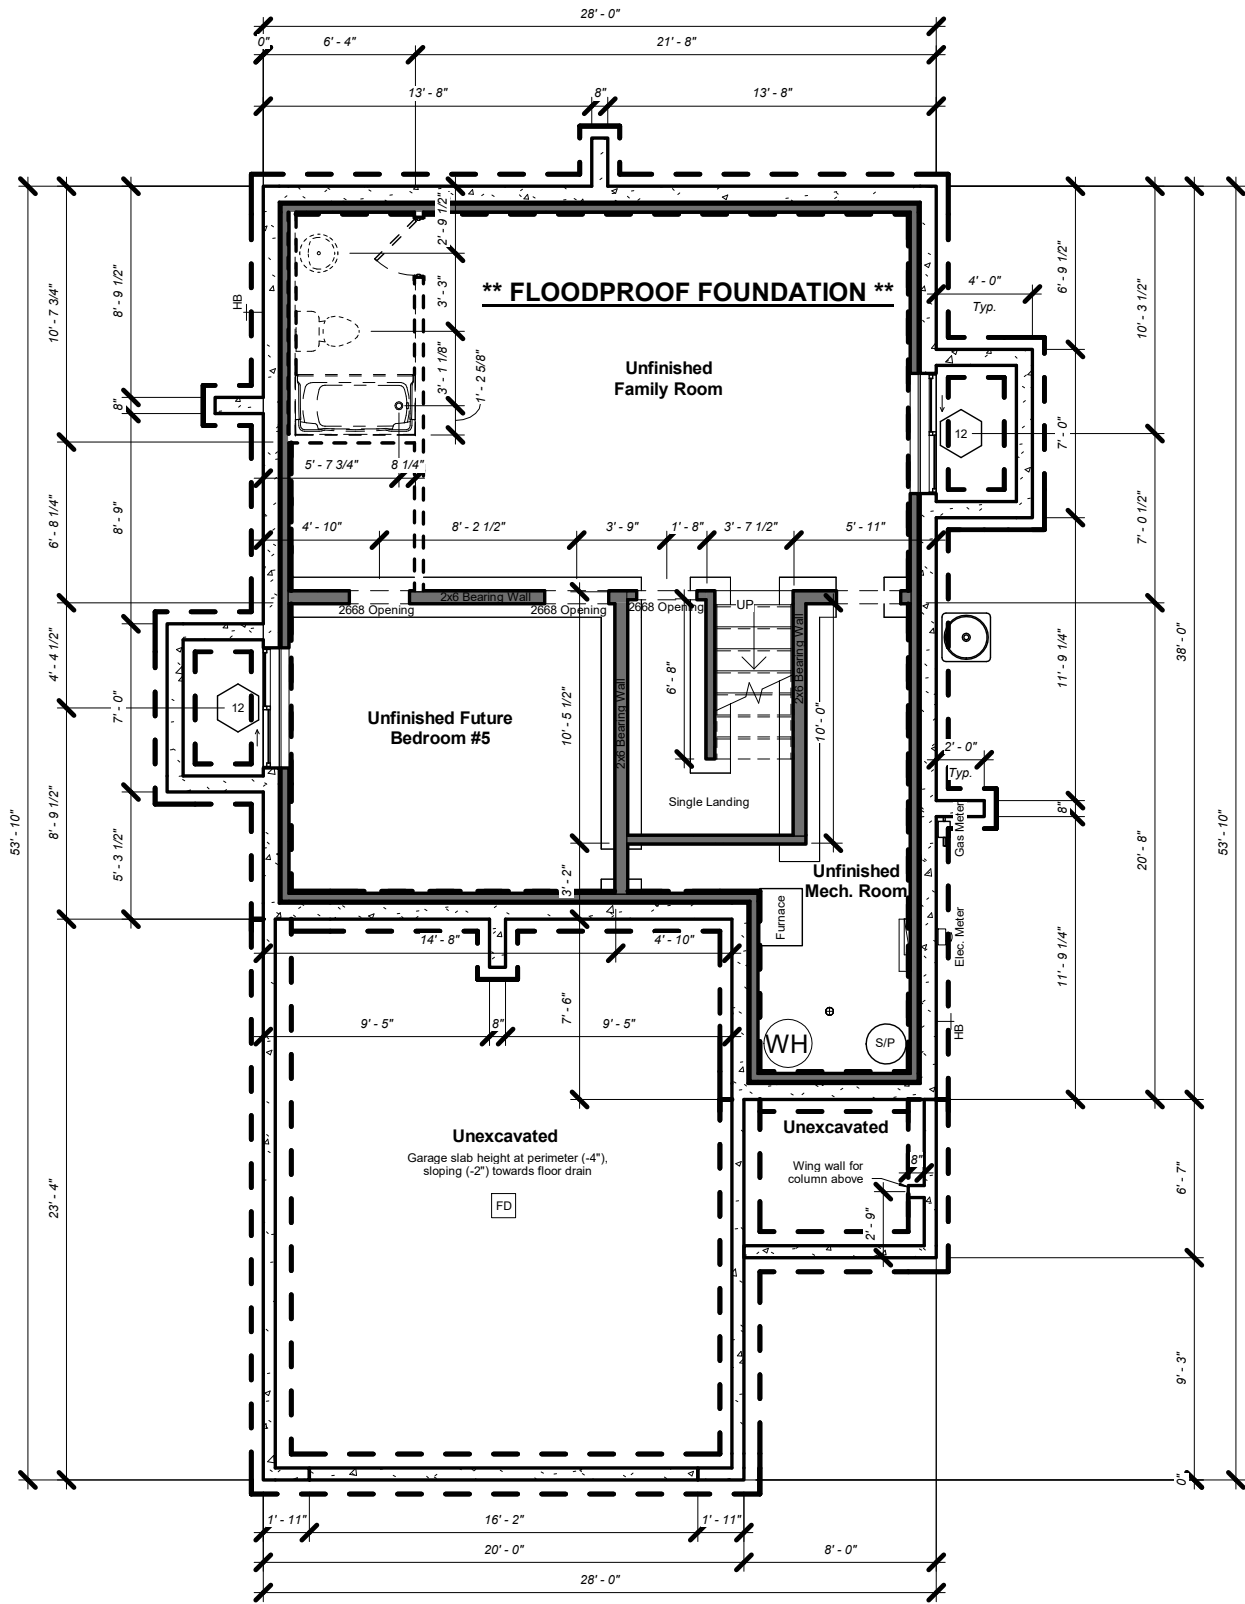 28' - 0"
0"
6' - 4"
21' - 8"
13' - 8"
8"
13' - 8"
2' - 9 1/2"
3' - 3"
3' - 1 1/8"
1' - 2 5/8"
** FLOODPROOF FOUNDATION **
4' - 0"
Typ.
6' - 9 1/2"
10' - 3 1/2"
HB
8' - 9 1/2"
10' - 7 3/4"
Unfinished
Family Room
8"
12
7' - 0"
5' - 7 3/4"
8 1/4"
6' - 8 1/4"
8' - 9"
4' - 10"
8' - 2 1/2"
3' - 9"
1' - 8"
3' - 7 1/2"
5' - 11"
7' - 0 1/2"
2x6 Bearing Wall
2668 Opening
2668 Opening
2668 Opening
UP
2x6 Bearing Wall
6' - 8"
38' - 0"
11' - 9 1/4"
4' - 4 1/2"
7' - 0"
12
Unfinished Future
Bedroom #5
10' - 5 1/2"
2x6 Bearing Wall
10' - 0"
2' - 0"
Typ.
Single Landing
8"
Gas Meter
53' - 10"
8' - 9 1/2"
5' - 3 1/2"
20' - 8"
53' - 10"
3' - 2"
Unfinished
Mech. Room
Furnace
Elec. Meter
14' - 8"
4' - 10"
11' - 9 1/4"
7' - 6"
9' - 5"
8"
9' - 5"
WH
S/P
HB
Unexcavated
Garage slab height at perimeter (-4"),
sloping (-2") towards floor drain
FD
Unexcavated
Wing wall for
column above
8"
2' - 9"
6' - 7"
23' - 4"
9' - 3"
0"
1' - 11"
16' - 2"
1' - 11"
20' - 0"
8' - 0"
28' - 0"